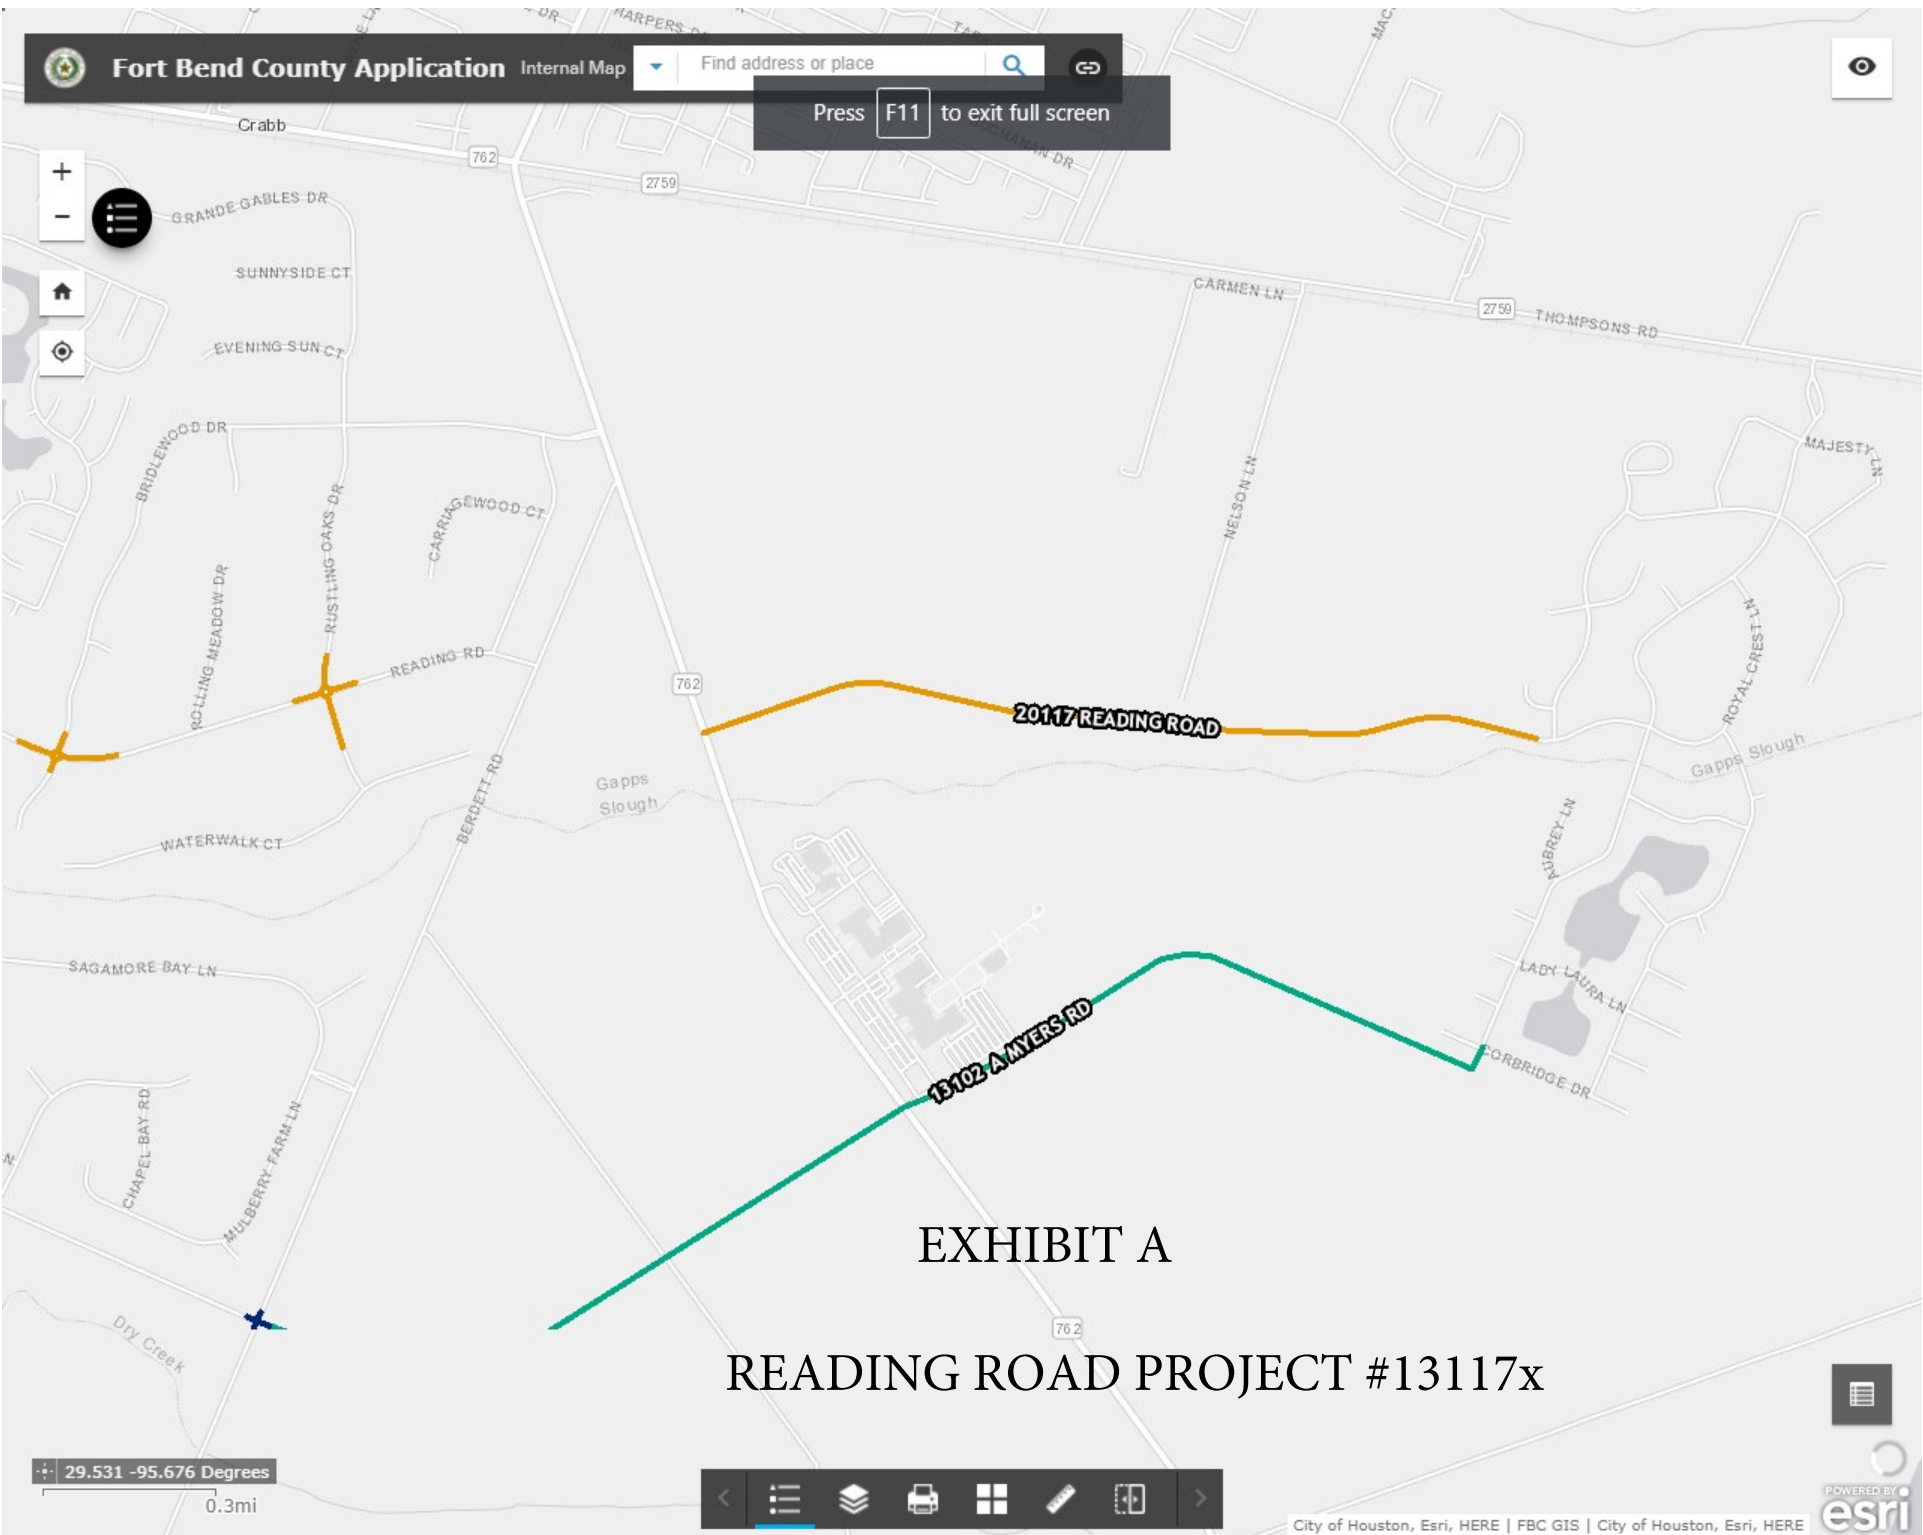 HARPERS
Fort Bend County Application Internal Map Find address or place
Press F11 to exit full screen
Crabb
762
2759
GRANDE GABLES DR
SUNNYSIDE CT
CARMEN LN
2759
THOMPSONS RD
EVENING SUN CT
BRIDLEWOOD DR
MAJESTY LN
CARRIAGEWOOD CT
NELSON LN
RUSTLING OAKS DR
ROLLING MEADOW DR
READING RD
762
ROYAL CREST LN
20117 READING ROAD
Gapps Slough
Gapps
Slough
BERDETT RD
WATERWALK CT
AUBREY LN
SAGAMORE BAY LN
LADY LAURA LN
13102 A MYERS RD
CORBRIDGE DR
CHAPEL BAY RD
MULBERRY FARM LN
EXHIBIT A
Dry Creek
762
READING ROAD PROJECT #13117x
29.531 -95.676 Degrees
0.3mi
POWERED BY
esri
City of Houston, Esri, HERE | FBC GIS | City of Houston, Esri, HERE